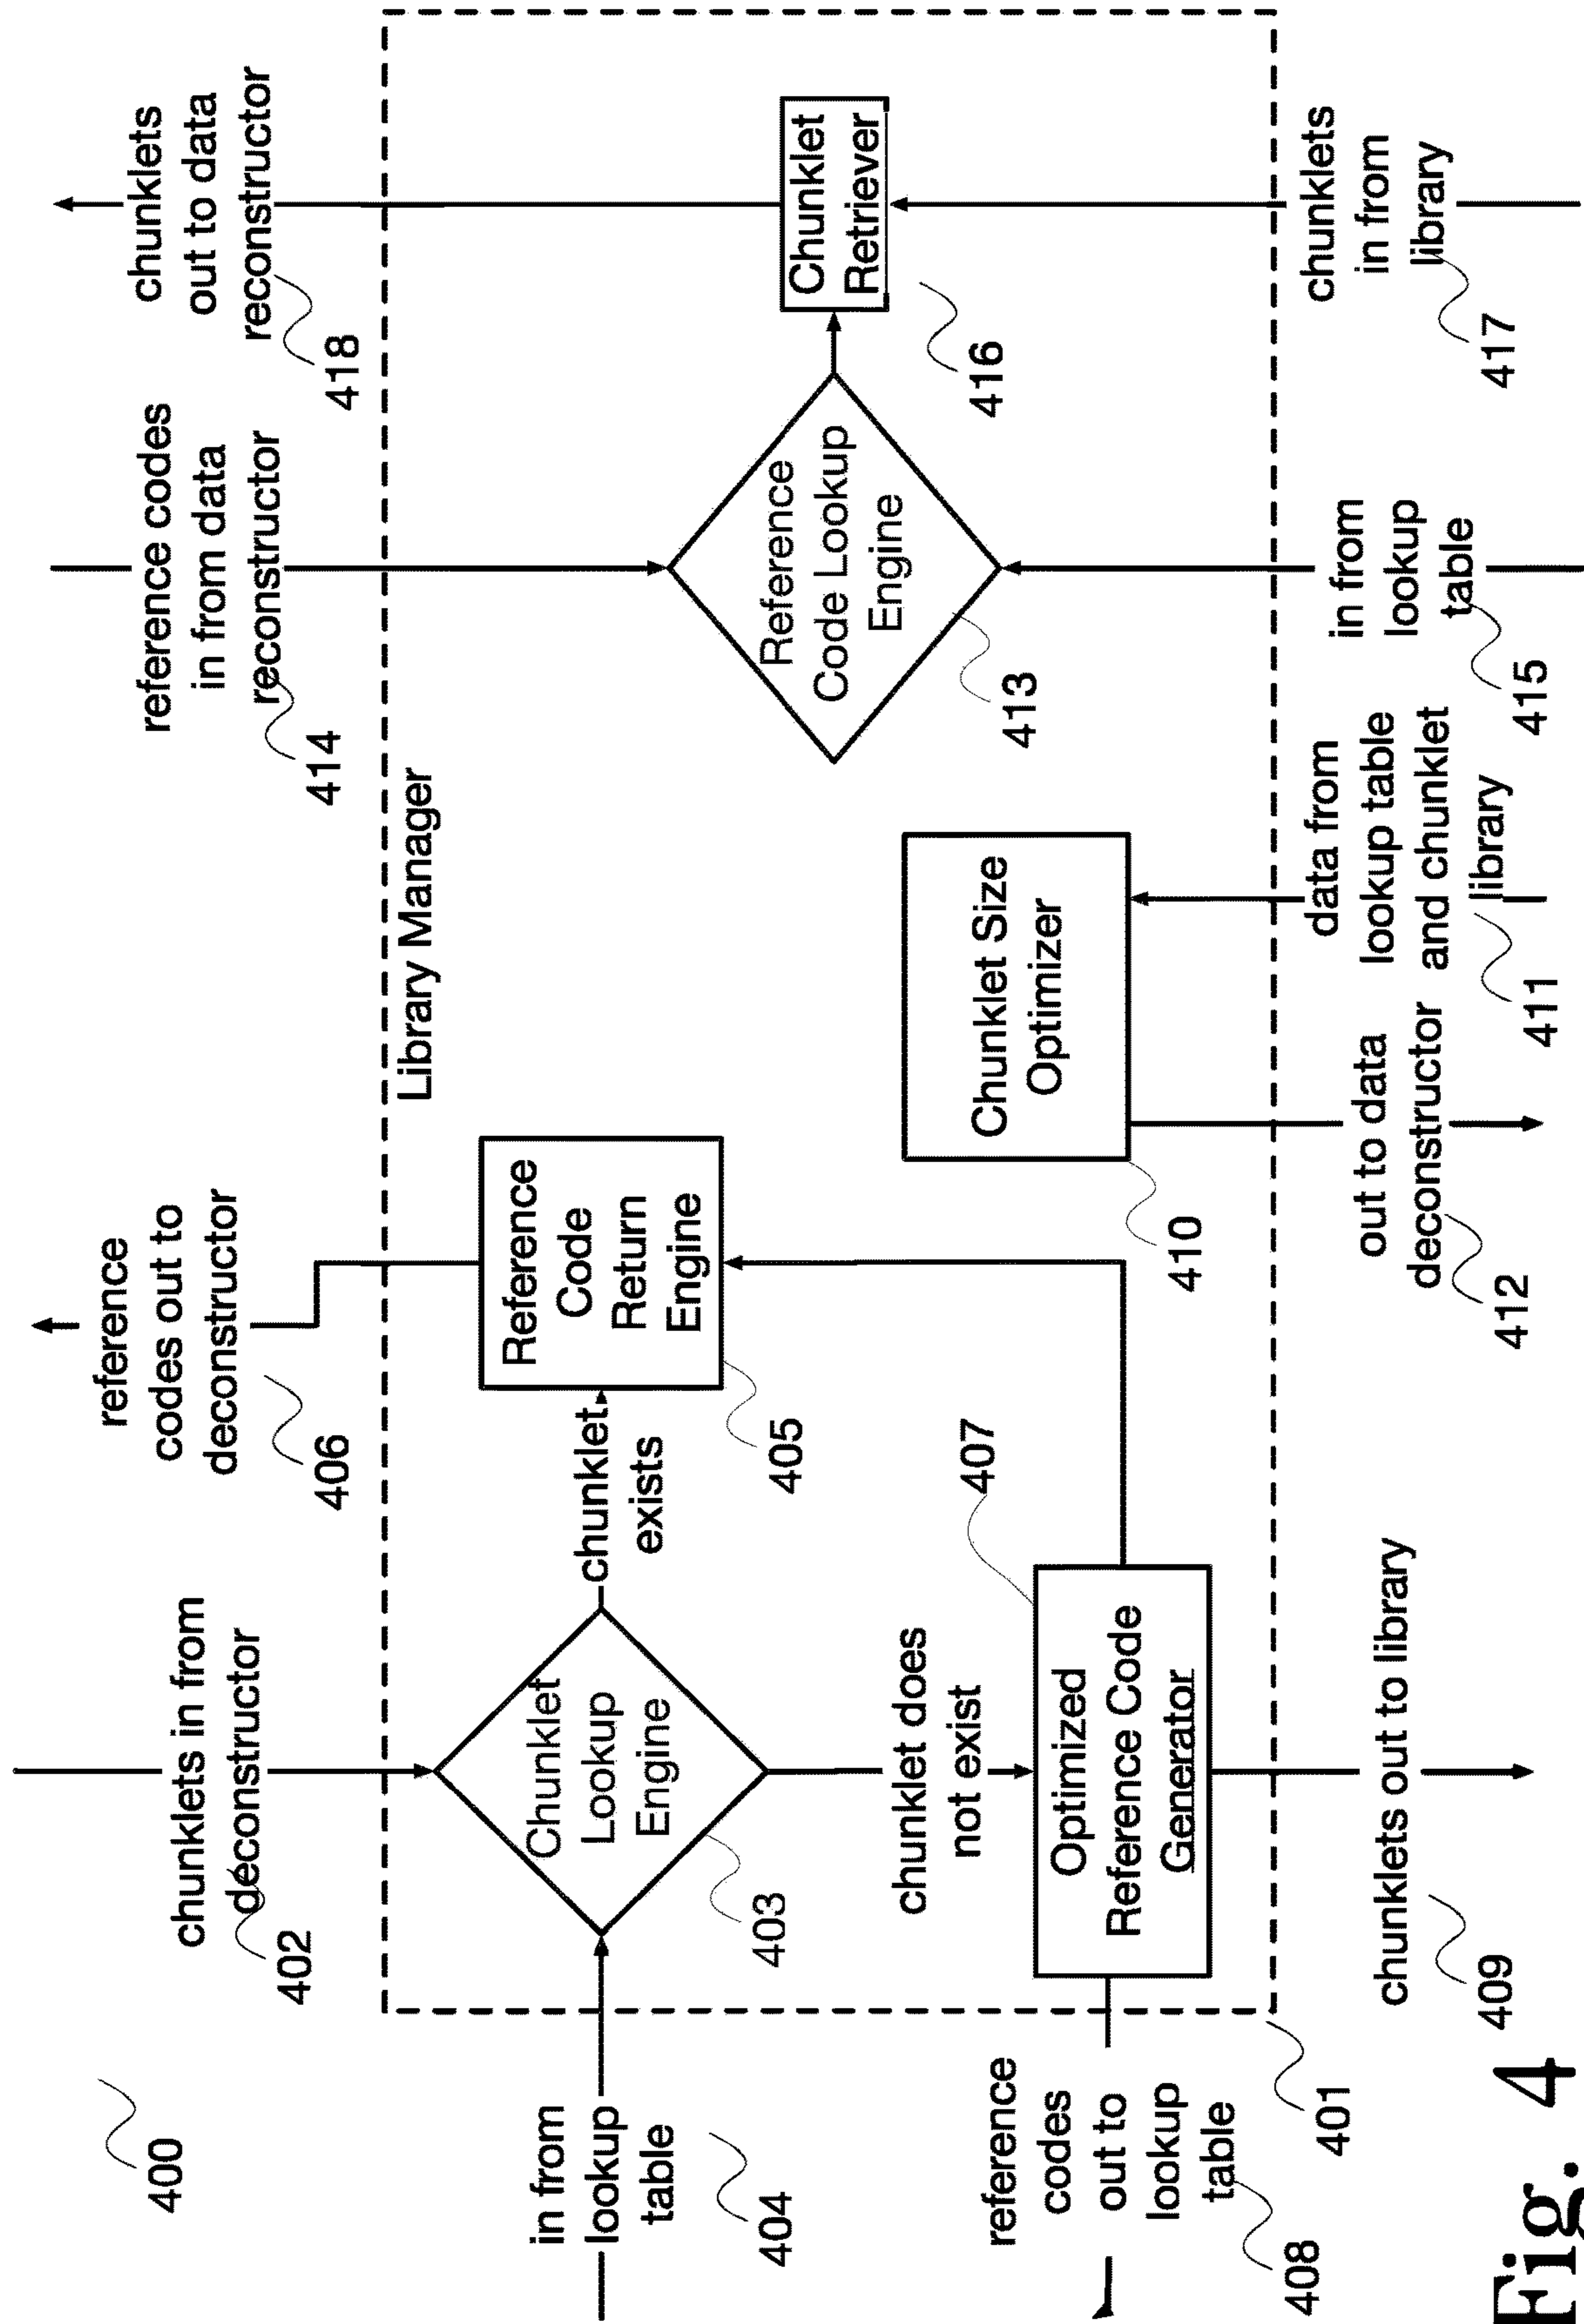 400
chunklets in from
deconstructor
402
reference
codes out to
deconstructor
406
reference codes
in from data
reconstructor
414
chunklets
out to data
reconstructor
418
Library Manager
in from
lookup
table
404
Chunklet
Lookup
Engine
403
chunklet
exists
Reference
Code
Return
Engine
405
chunklet does
not exist
407
Optimized
Reference Code
Generator
reference
codes
out to
lookup
table
408
401
chunklets out to library
409
Chunklet Size
Optimizer
410
out to data
deconstructor
412
data from
lookup table
and chunklet
library
411
Reference
Code Lookup
Engine
413
in from
lookup
table
415
Chunklet
Retriever
416
chunklets
in from
library
417
Fig. 4